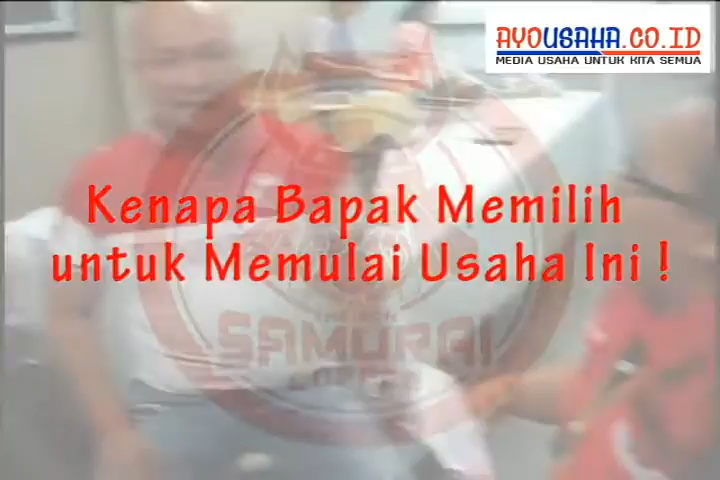 AYOUSAHA.CO.ID
MEDIA USAHA UNTUK KITA SEMUA
Kenapa Bapak Memilih
untuk Memulai Usaha Ini !
SAMURAI